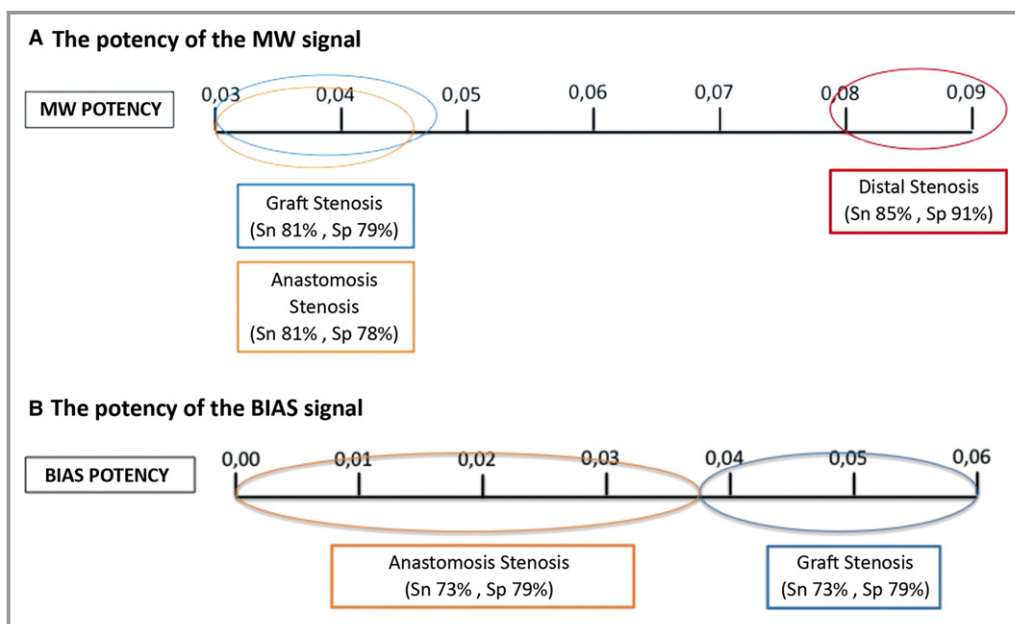 A The potency of the MW signal
MW POTENCY
0,03 0,04 0,05 0,06 0,07 0,08 0,09
Graft Stenosis
(Sn 81% , Sp 79%)
Distal Stenosis
(Sn 85% , Sp 91%)
Anastomosis
Stenosis
(Sn 81% , Sp 78%)
B The potency of the BIAS signal
BIAS POTENCY
0,00 0,01 0,02 0,03 0,04 0,05 0,06
Anastomosis Stenosis
(Sn 73% , Sp 79%)
Graft Stenosis
(Sn 73% , Sp 79%)